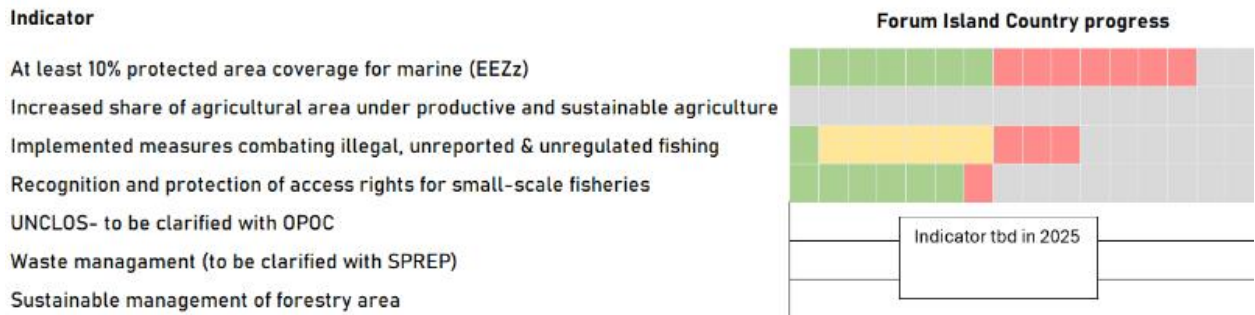 Indicator
Forum Island Country progress
At least 10% protected area coverage for marine (EEZz)
Increased share of agricultural area under productive and sustainable agriculture
Implemented measures combating illegal, unreported & unregulated fishing
Recognition and protection of access rights for small-scale fisheries
UNCLOS- to be clarified with OPOC
Indicator tbd in 2025
Waste managament (to be clarified with SPREP)
Sustainable management of forestry area